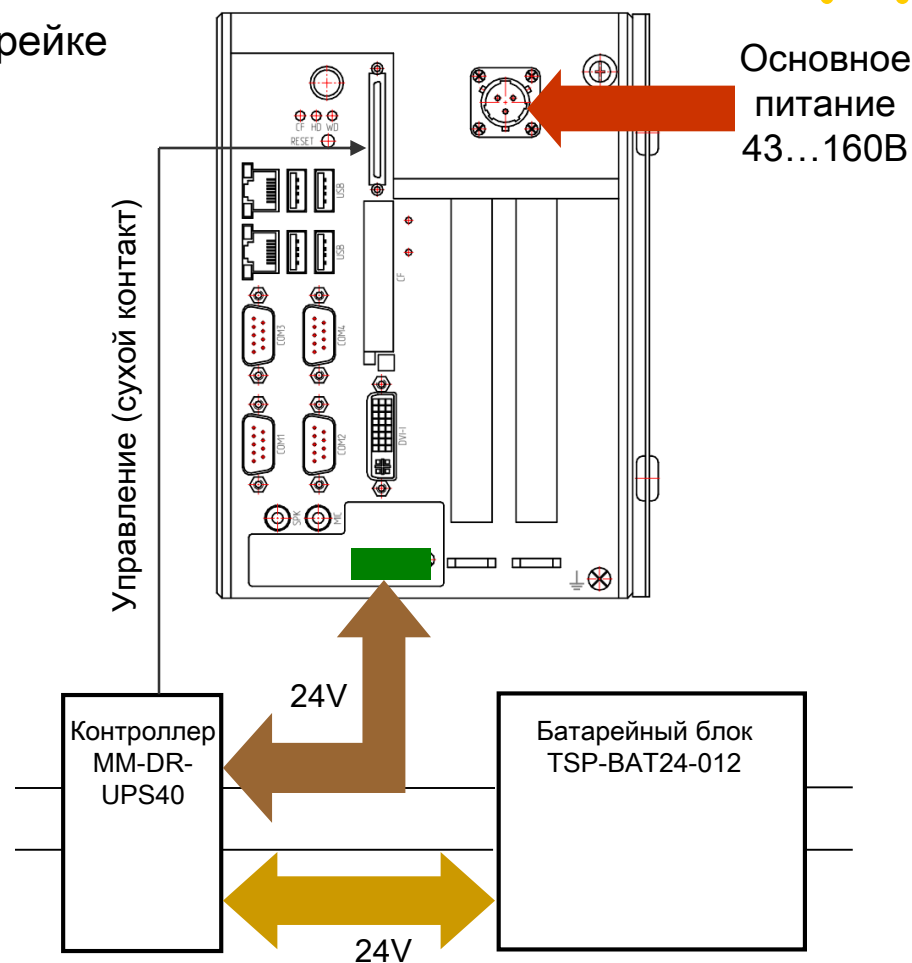 рейке
Основное
питание
43…160В
CF HD WD
RESET
USB
USB
CF
COM3
COM4
COM1
COM2
DVI-I
SPK
MIC
Управление (сухой контакт)
24V
Контроллер
MM-DR-
UPS40
Батарейный блок
TSP-BAT24-012
24V